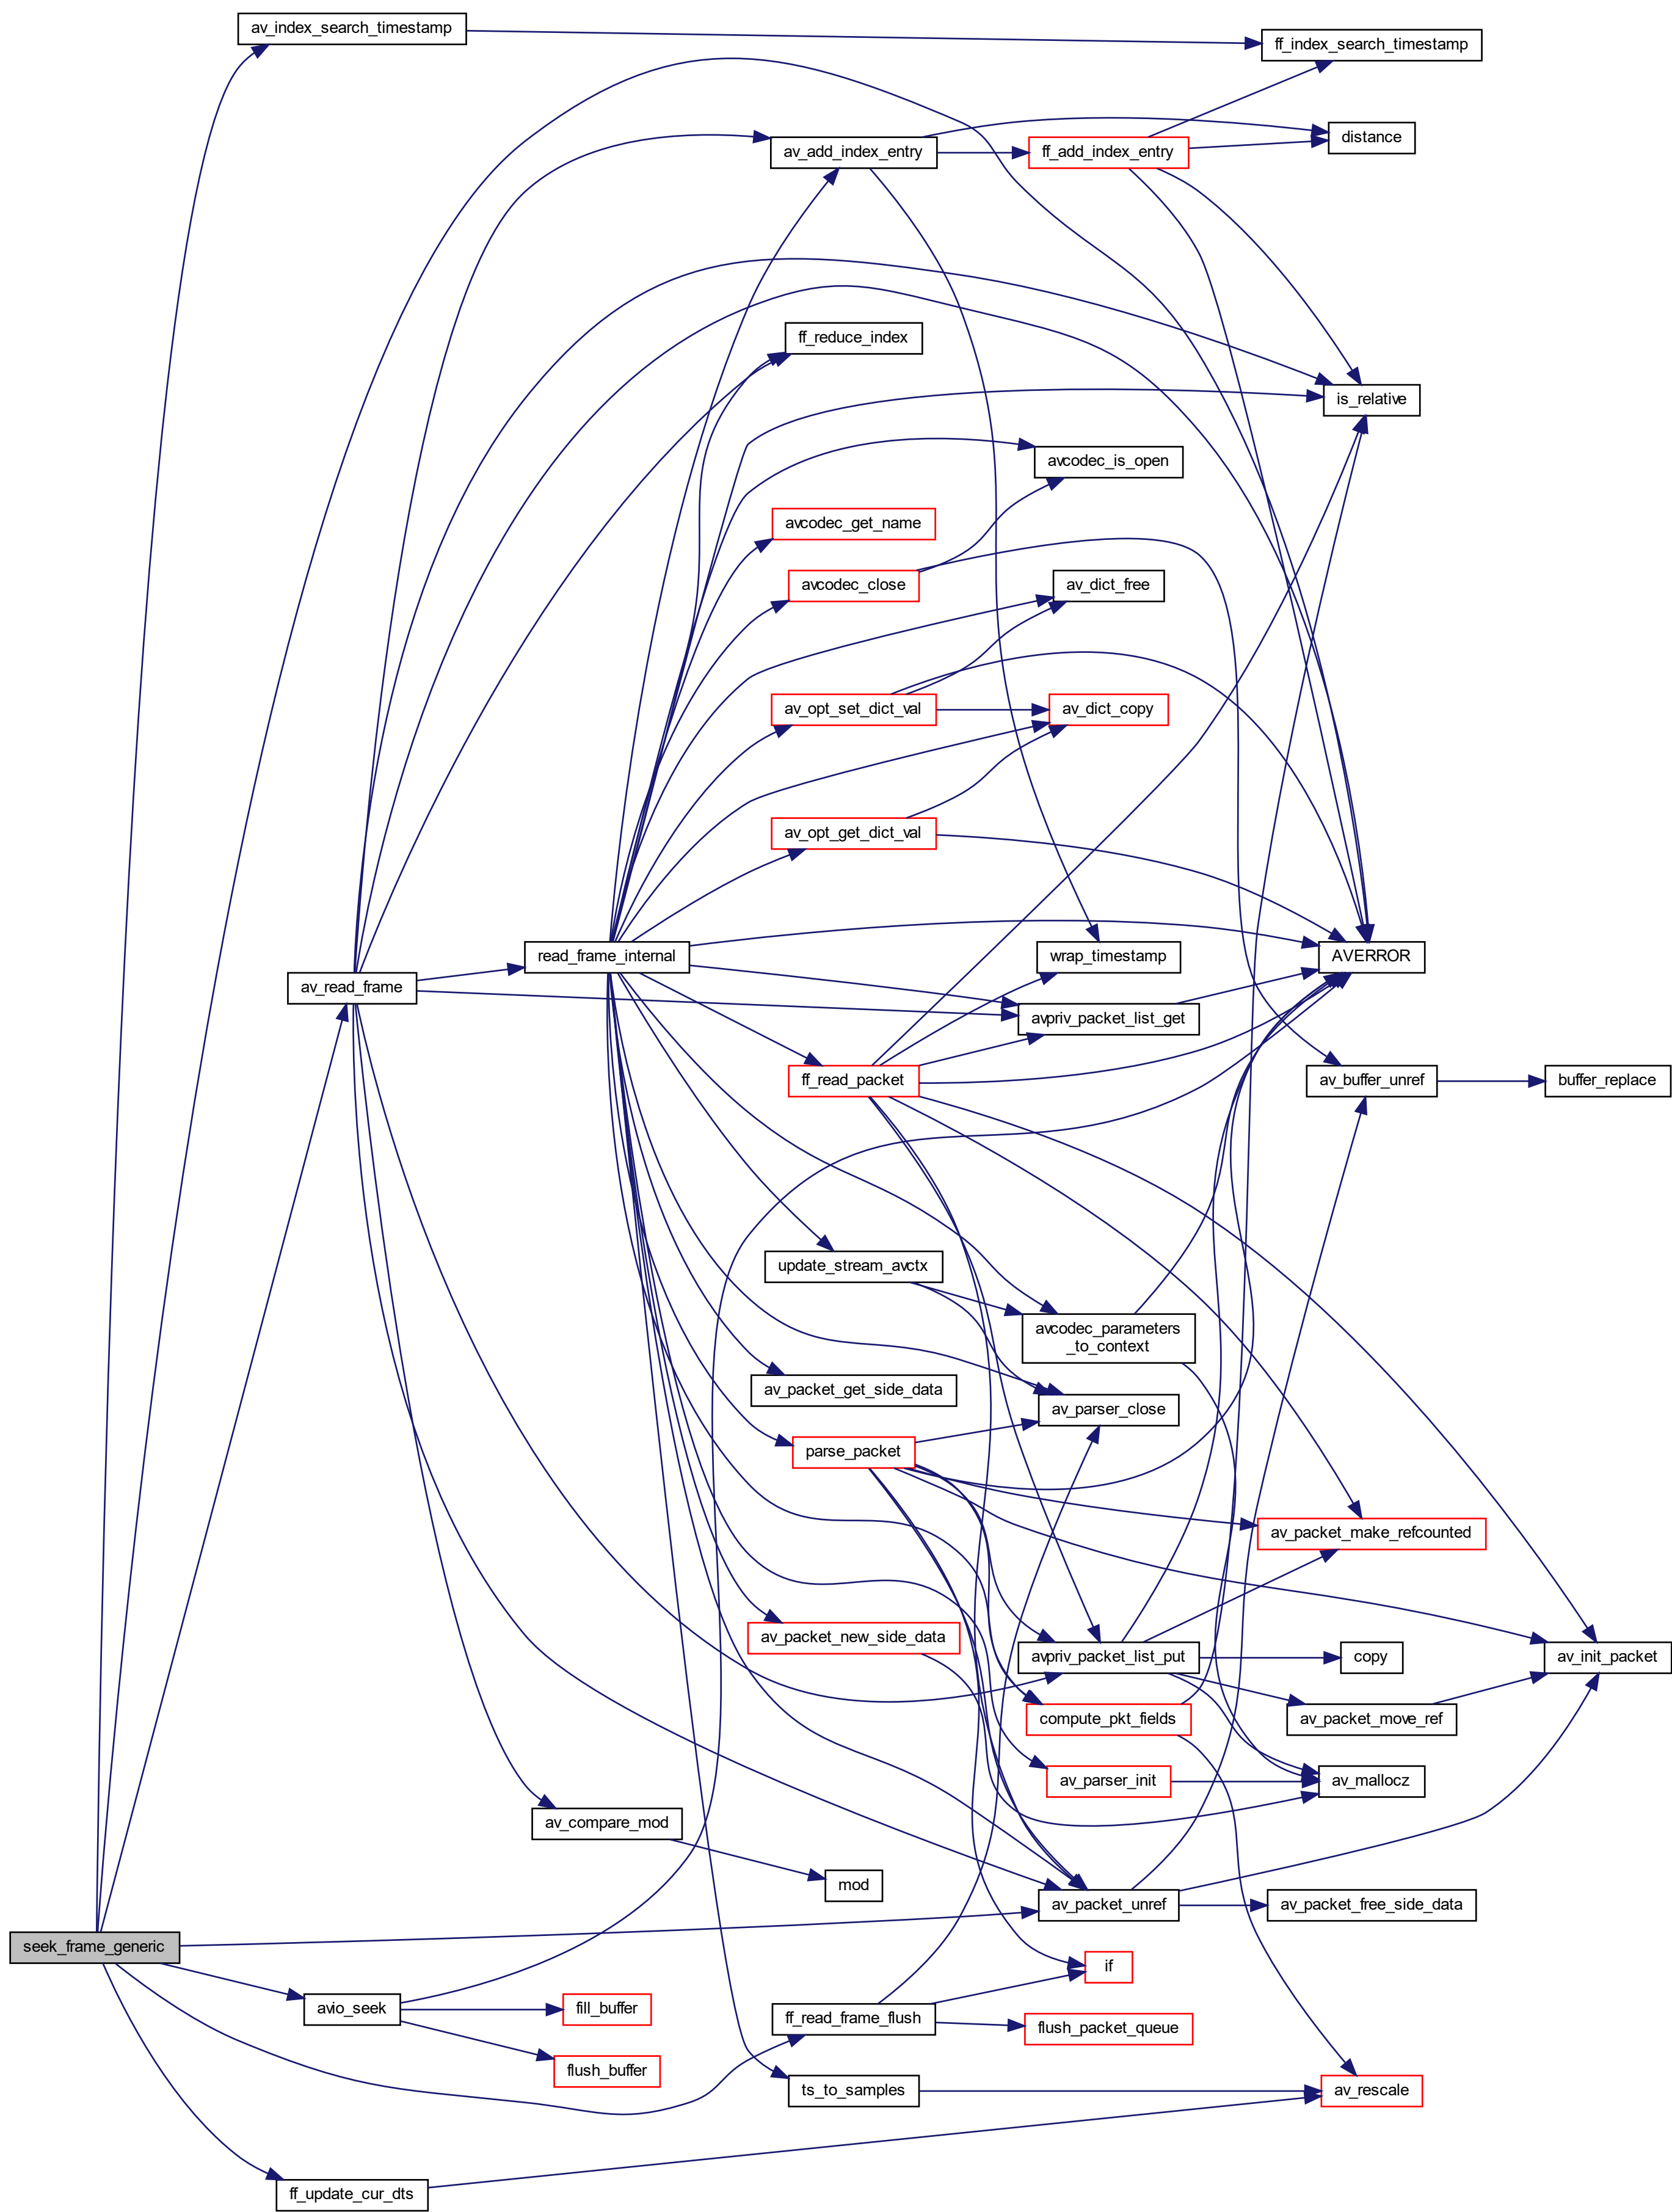 av_index_search_timestamp
ff_index_search_timestamp
distance
av_add_index_entry
ff_add_index_entry
ff_reduce_index
is_relative
avcodec_is_open
avcodec_get_name
avcodec_close
av_dict_free
av_opt_set_dict_val
av_dict_copy
av_opt_get_dict_val
read_frame_internal
wrap_timestamp
AVERROR
av_read_frame
avpriv_packet_list_get
ff_read_packet
av_buffer_unref
buffer_replace
update_stream_avctx
avcodec_parameters
_to_context
av_packet_get_side_data
av_parser_close
parse_packet
av_packet_make_refcounted
av_packet_new_side_data
avpriv_packet_list_put
copy
av_init_packet
compute_pkt_fields
av_packet_move_ref
av_parser_init
av_mallocz
av_compare_mod
mod
av_packet_unref
av_packet_free_side_data
seek_frame_generic
if
avio_seek
fill_buffer
ff_read_frame_flush
flush_packet_queue
flush_buffer
ts_to_samples
av_rescale
ff_update_cur_dts